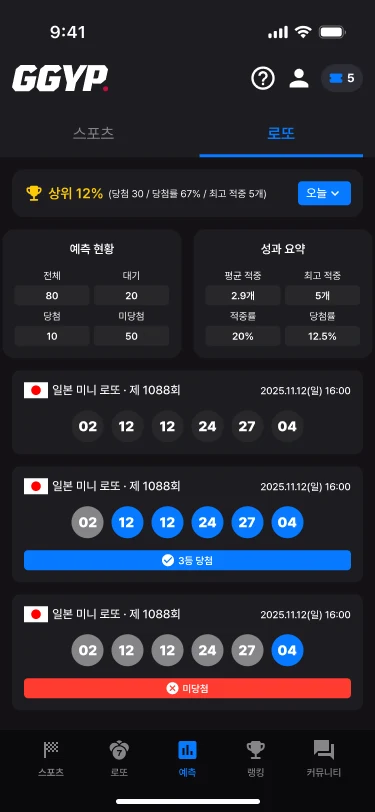 9:41
GGYP.
5
스포츠 로또
상위 12% (당첨 30 / 당첨률 67% / 최고 적중 5개) 오늘
예측 현황
전체 대기
80 20
당첨 미당첨
10 50
성과 요약
평균 적중 최고 적중
2.9개 5개
적중률 당첨률
20% 12.5%
일본 미니 로또 · 제 1088회 2025.11.12(일) 16:00
02 12 12 24 27 04
일본 미니 로또 · 제 1088회 2025.11.12(일) 16:00
02 12 12 24 27 04
3등 당첨
일본 미니 로또 · 제 1088회 2025.11.12(일) 16:00
02 12 12 24 27 04
미당첨
7
스포츠 로또 예측 랭킹 커뮤니티